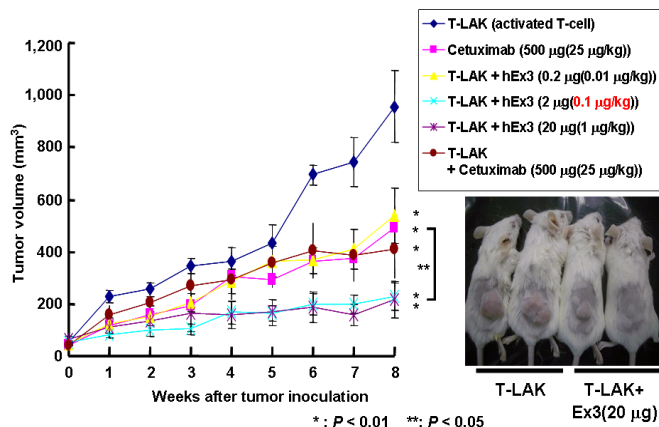 T-LAK (activated T-cell)
Cetuximab (500 μg(25 μg/kg))
T-LAK + hEx3 (0.2 μg(0.01 μg/kg))
T-LAK + hEx3 (2 μg(0.1 μg/kg))
T-LAK + hEx3 (20 μg(1 μg/kg))
T-LAK
+ Cetuximab (500 μg(25 μg/kg))
Tumor volume (mm³)
1,200
1,000
800
600
400
200
0
0 1 2 3 4 5 6 7 8
Weeks after tumor inoculation
*
*
*
**
*
*
* : P < 0.01 **: P < 0.05
T-LAK
T-LAK+
Ex3(20 μg)